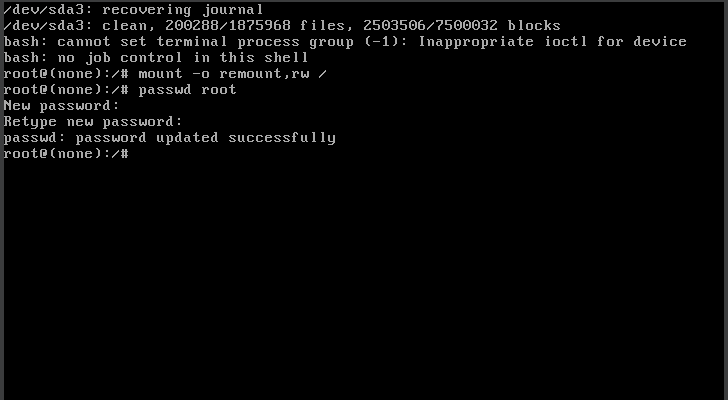 /dev/sda3: recovering journal
/dev/sda3: clean, 200288/1875968 files, 2503506/7500032 blocks
bash: cannot set terminal process group (-1): Inappropriate ioctl for device
bash: no job control in this shell
root@(none):/# mount -o remount,rw /
root@(none):/# passwd root
New password:
Retype new password:
passwd: password updated successfully
root@(none):/#